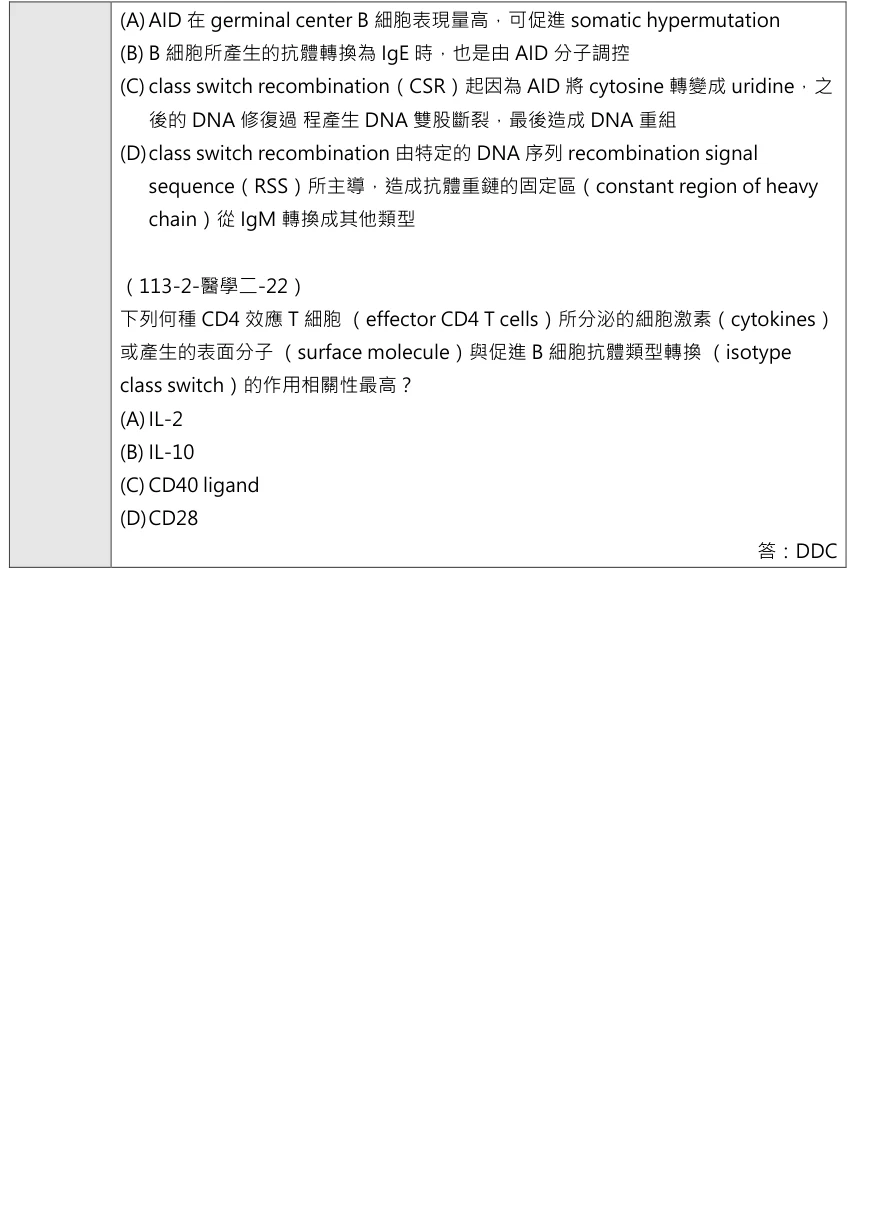 (A) AID 在 germinal center B 細胞表現量高，可促進 somatic hypermutation
(B) B 細胞所產生的抗體轉換為 IgE 時，也是由 AID 分子調控
(C) class switch recombination（CSR）起因為 AID 將 cytosine 轉變成 uridine，之
後的 DNA 修復過 程產生 DNA 雙股斷裂，最後造成 DNA 重組
(D) class switch recombination 由特定的 DNA 序列 recombination signal
sequence（RSS）所主導，造成抗體重鏈的固定區（constant region of heavy
chain）從 IgM 轉換成其他類型
（113-2-醫學二-22）
下列何種 CD4 效應 T 細胞 （effector CD4 T cells）所分泌的細胞激素（cytokines）
或產生的表面分子 （surface molecule）與促進 B 細胞抗體類型轉換 （isotype
class switch）的作用相關性最高？
(A) IL-2
(B) IL-10
(C) CD40 ligand
(D) CD28
答：DDC